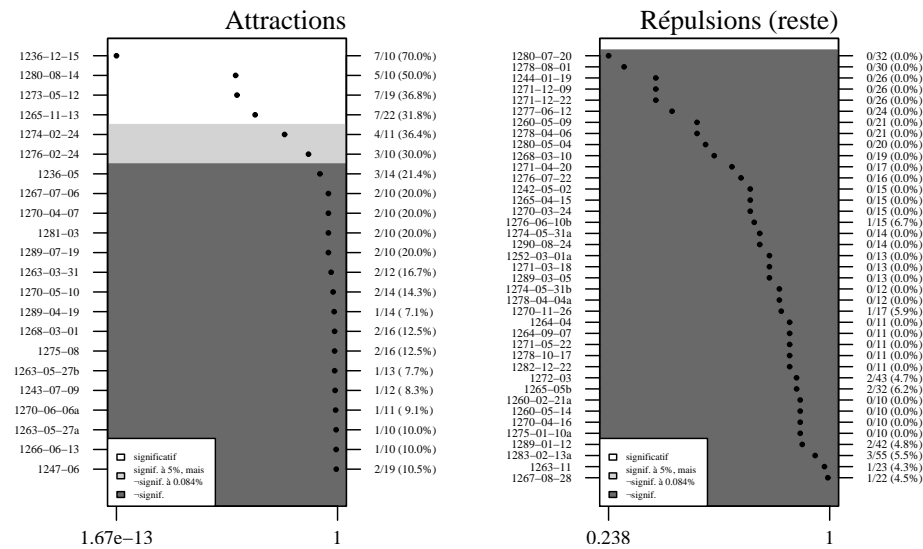 Attractions
1236−12−15 7/10 (70.0%)
1280−08−14 5/10 (50.0%)
1273−05−12 7/19 (36.8%)
1265−11−13 7/22 (31.8%)
1274−02−24 4/11 (36.4%)
1276−02−24 3/10 (30.0%)
1236−05 3/14 (21.4%)
1267−07−06 2/10 (20.0%)
1270−04−07 2/10 (20.0%)
1281−03 2/10 (20.0%)
1289−07−19 2/10 (20.0%)
1263−03−31 2/12 (16.7%)
1270−05−10 2/14 (14.3%)
1289−04−19 1/14 ( 7.1%)
1268−03−01 2/16 (12.5%)
1275−08 2/16 (12.5%)
1263−05−27b 1/13 ( 7.7%)
1243−07−09 1/12 ( 8.3%)
1270−06−06a 1/11 ( 9.1%)
1263−05−27a 1/10 (10.0%)
1266−06−13 1/10 (10.0%)
1247−06 2/19 (10.5%)
significatif
signif. à 5%, mais
¬signif. à 0.084%
¬signif.
1.67e−13 1
Répulsions (reste)
1280−07−20 0/32 (0.0%)
1278−08−01 0/30 (0.0%)
1244−01−19 0/26 (0.0%)
1271−12−09 0/26 (0.0%)
1271−12−22 0/26 (0.0%)
1277−06−12 0/24 (0.0%)
1260−05−09 0/21 (0.0%)
1278−04−06 0/21 (0.0%)
1280−05−04 0/20 (0.0%)
1268−03−10 0/19 (0.0%)
1271−04−20 0/17 (0.0%)
1276−07−22 0/16 (0.0%)
1242−05−02 0/15 (0.0%)
1265−04−15 0/15 (0.0%)
1270−03−24 0/15 (0.0%)
1276−06−10b 1/15 (6.7%)
1274−05−31a 0/14 (0.0%)
1290−08−24 0/14 (0.0%)
1252−03−01a 0/13 (0.0%)
1271−03−18 0/13 (0.0%)
1289−03−05 0/13 (0.0%)
1274−05−31b 0/12 (0.0%)
1278−04−04a 0/12 (0.0%)
1270−11−26 1/17 (5.9%)
1264−04 0/11 (0.0%)
1264−09−07 0/11 (0.0%)
1271−05−22 0/11 (0.0%)
1278−10−17 0/11 (0.0%)
1282−12−22 0/11 (0.0%)
1272−03 2/43 (4.7%)
1265−05b 2/32 (6.2%)
1260−02−21a 0/10 (0.0%)
1260−05−14 0/10 (0.0%)
1270−04−16 0/10 (0.0%)
1275−01−10a 0/10 (0.0%)
1289−01−12 2/42 (4.8%)
1283−02−13a 3/55 (5.5%)
1263−11 1/23 (4.3%)
1267−08−28 1/22 (4.5%)
significatif
signif. à 5%, mais
¬signif. à 0.084%
¬signif.
0.238 1